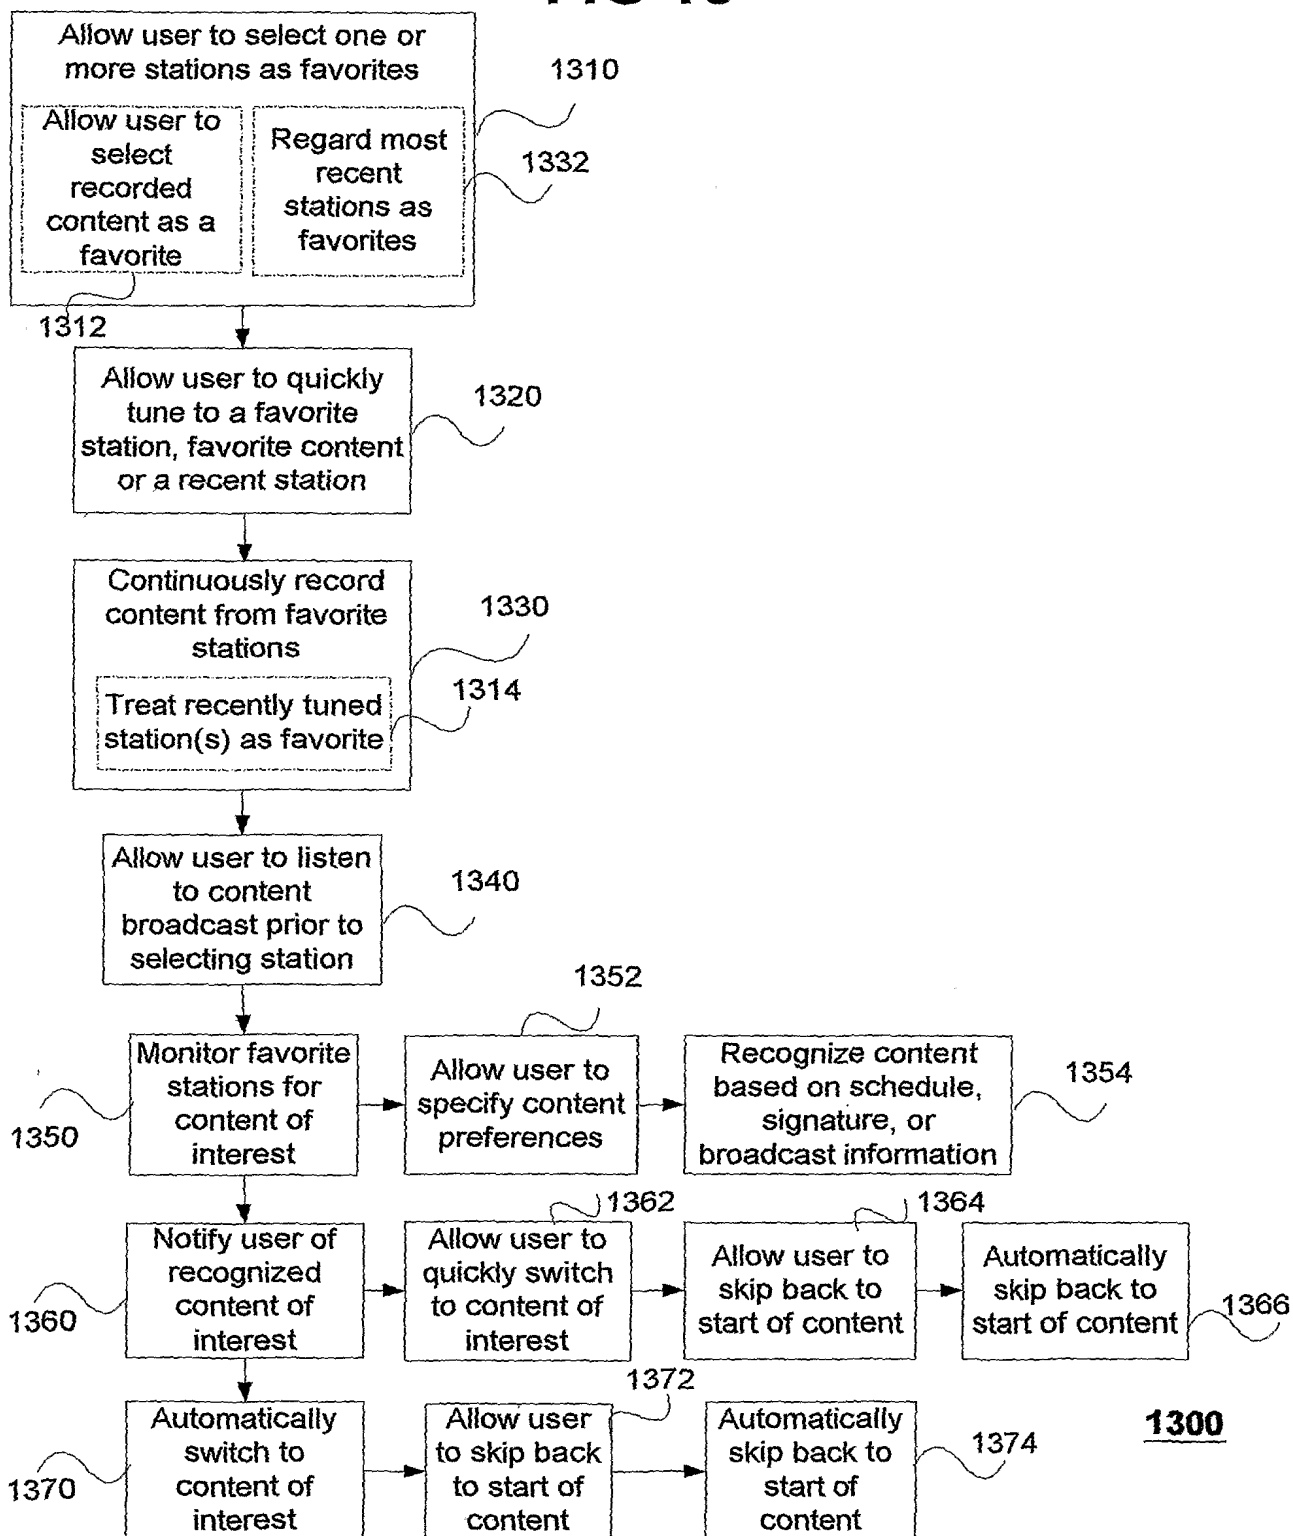 Allow user to select one or
more stations as favorites
1310
Allow user to
select
recorded
content as a
favorite
Regard most
recent
stations as
favorites
1332
1312
Allow user to quickly
tune to a favorite
station, favorite content
or a recent station
1320
Continuously record
content from favorite
stations
1330
Treat recently tuned
station(s) as favorite
1314
Allow user to listen
to content
broadcast prior to
selecting station
1340
Monitor favorite
stations for
content of
interest
1350
Allow user to
specify content
preferences
1352
Recognize content
based on schedule,
signature, or
broadcast information
1354
Notify user of
recognized
content of
interest
1360
Allow user to
quickly switch
to content of
interest
1362
Allow user to
skip back to
start of content
1364
Automatically
skip back to
start of content
1366
Automatically
switch to
content of
interest
1370
Allow user
to skip back
to start of
content
1372
Automatically
skip back to
start of
content
1374
1300